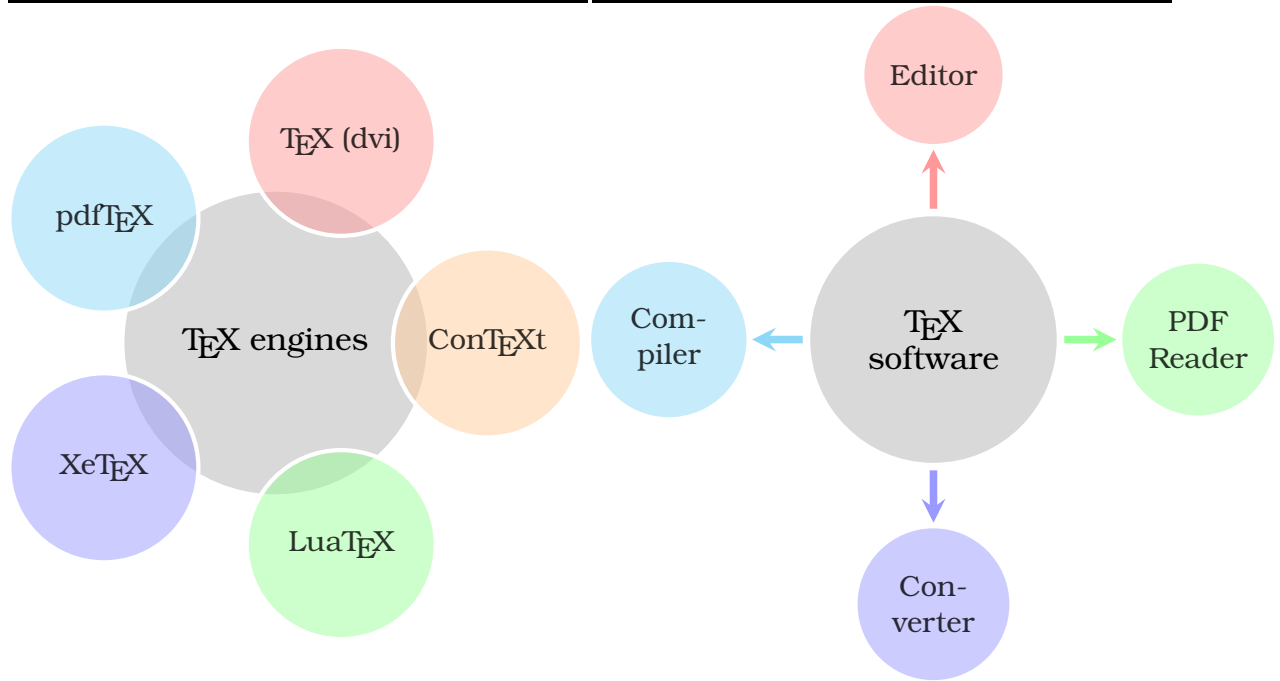 TEX (dvi)
pdfTEX
TEX engines
ConTEXt
XeTEX
LuaTEX
Editor
Com-
piler
TEX
software
PDF
Reader
Con-
verter